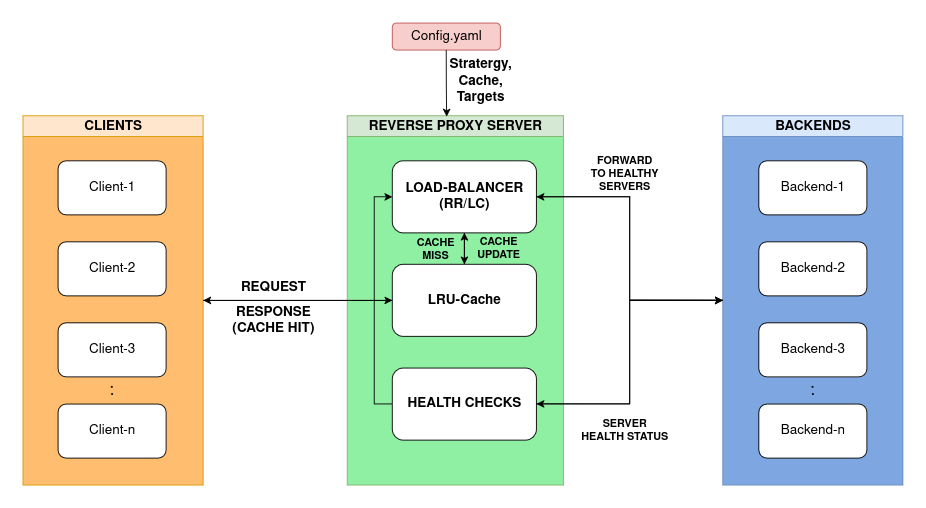 Config.yaml
Stratergy,
Cache,
Targets
CLIENTS
Client-1
Client-2
Client-3
:
Client-n
REQUEST
RESPONSE
(CACHE HIT)
REVERSE PROXY SERVER
LOAD-BALANCER
(RR/LC)
CACHE
MISS
CACHE
UPDATE
LRU-Cache
HEALTH CHECKS
FORWARD
TO HEALTHY
SERVERS
SERVER
HEALTH STATUS
BACKENDS
Backend-1
Backend-2
Backend-3
:
Backend-n